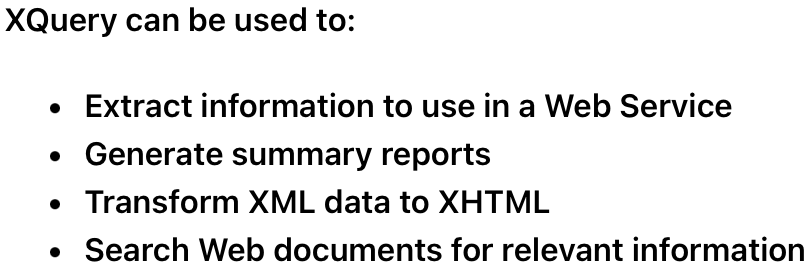 XQuery can be used to:
• Extract information to use in a Web Service
• Generate summary reports
• Transform XML data to XHTML
• Search Web documents for relevant information